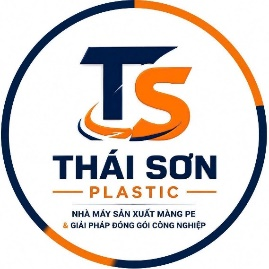 TS
THÁI SƠN
PLASTIC
NHÀ MÁY SẢN XUẤT MÀNG PE
& GIẢI PHÁP ĐÓNG GÓI CÔNG NGHIỆP